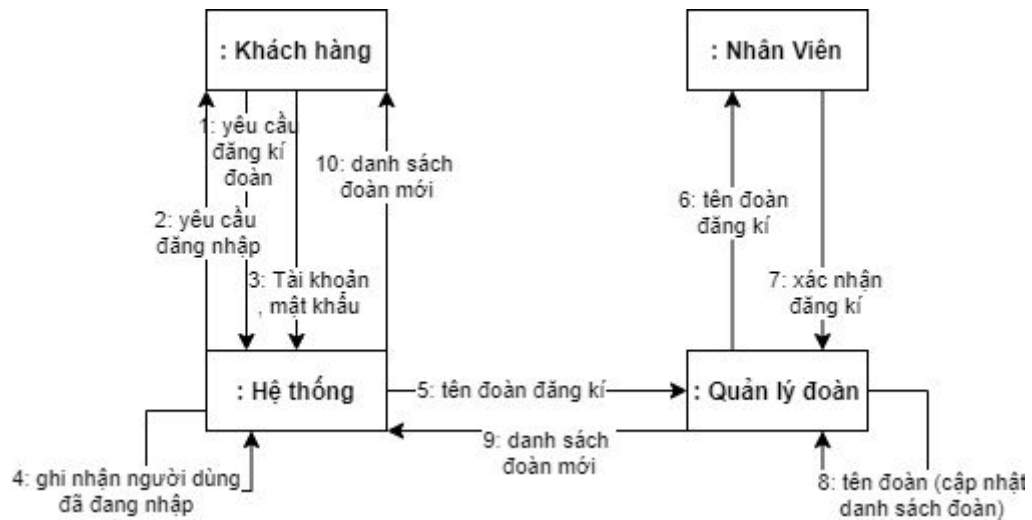 : Khách hàng
: Nhân Viên
1: yêu cầu
đăng kí
đoàn
10: danh sách
đoàn mới
2: yêu cầu
đăng nhập
6: tên đoàn
đăng kí
3: Tài khoản
, mật khẩu
7: xác nhận
đăng kí
: Hệ thống
5: tên đoàn đăng kí
: Quản lý đoàn
9: danh sách
đoàn mới
4: ghi nhận người dùng
đã đang nhập
8: tên đoàn (cập nhật
danh sách đoàn)